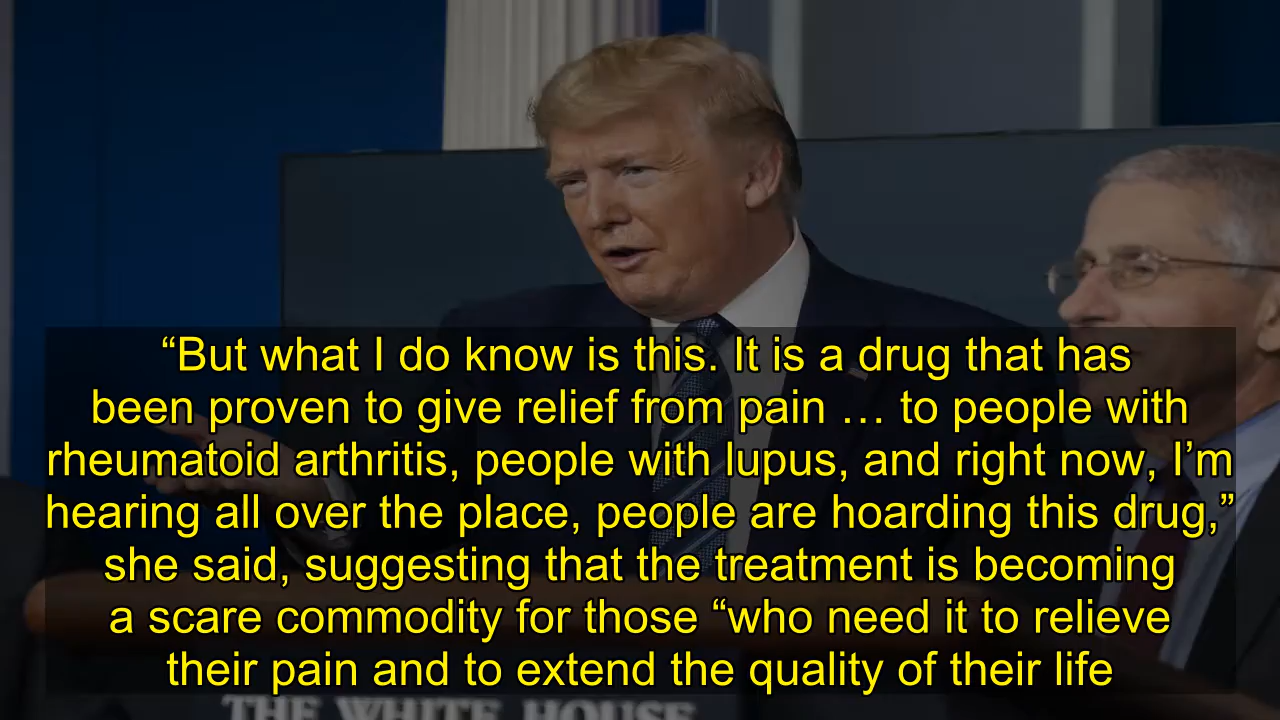 “But what I do know is this. It is a drug that has
been proven to give relief from pain … to people with
rheumatoid arthritis, people with lupus, and right now, I’m
hearing all over the place, people are hoarding this drug,”
she said, suggesting that the treatment is becoming
a scare commodity for those “who need it to relieve
their pain and to extend the quality of their life
THE WHITE HOUSE